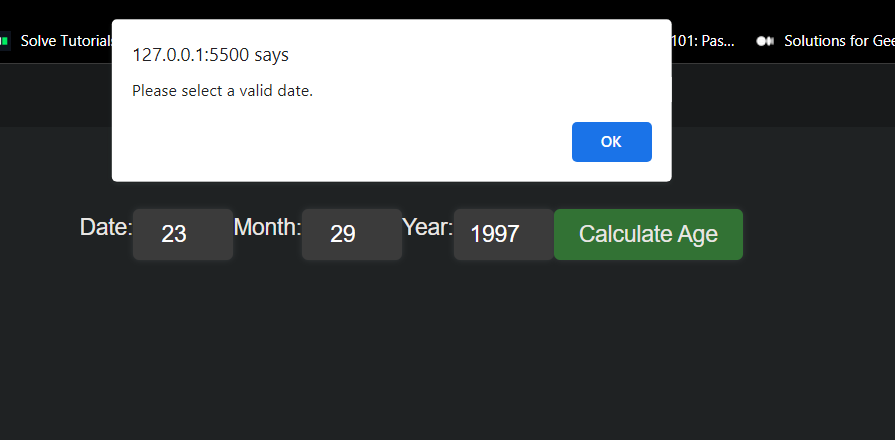 Solve Tutorial
101: Pas...
Solutions for Gee
127.0.0.1:5500 says
Please select a valid date.
OK
Date: 23 Month: 29 Year: 1997 Calculate Age